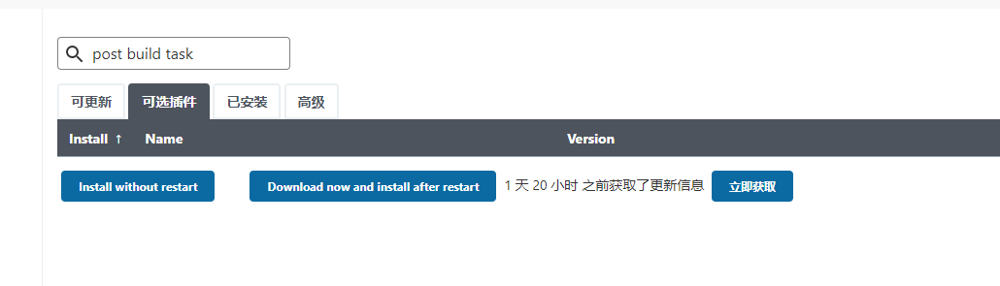 post build task
可更新 可选插件 已安装 高级
Install ↑ Name Version
Install without restart Download now and install after restart 1 天 20 小时 之前获取了更新信息 立即获取